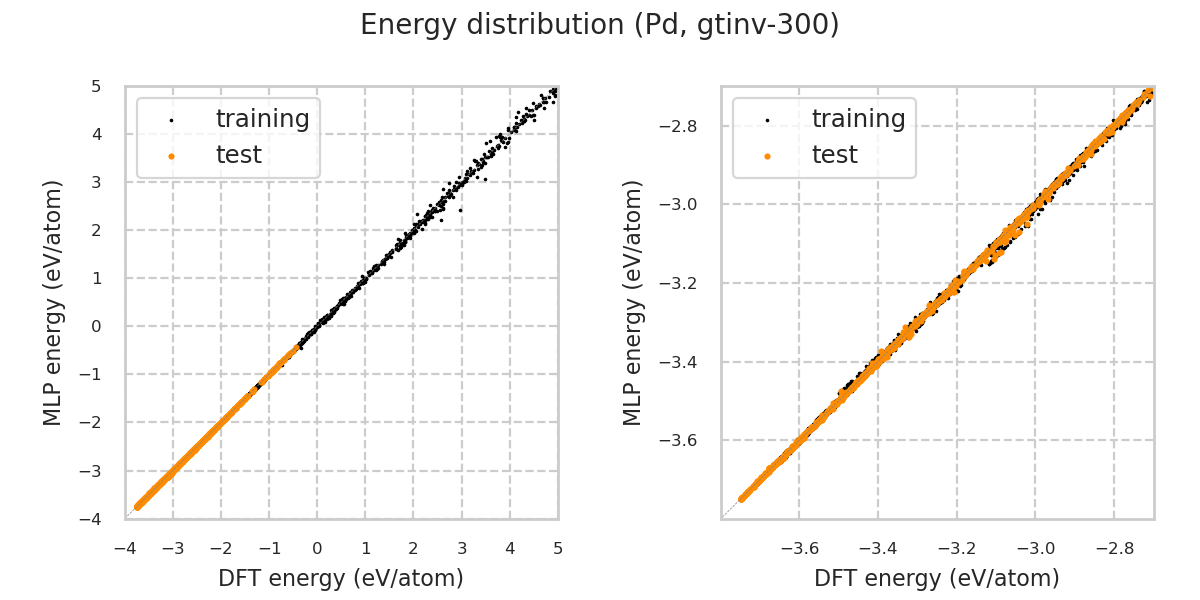 Energy distribution (Pd, gtinv-300)
MLP energy (eV/atom)
5
4
3
2
1
0
−1
−2
−3
−4
training
test
−4 −3 −2 −1 0 1 2 3 4 5
DFT energy (eV/atom)
MLP energy (eV/atom)
−2.8
−3.0
−3.2
−3.4
−3.6
training
test
−3.6 −3.4 −3.2 −3.0 −2.8
DFT energy (eV/atom)